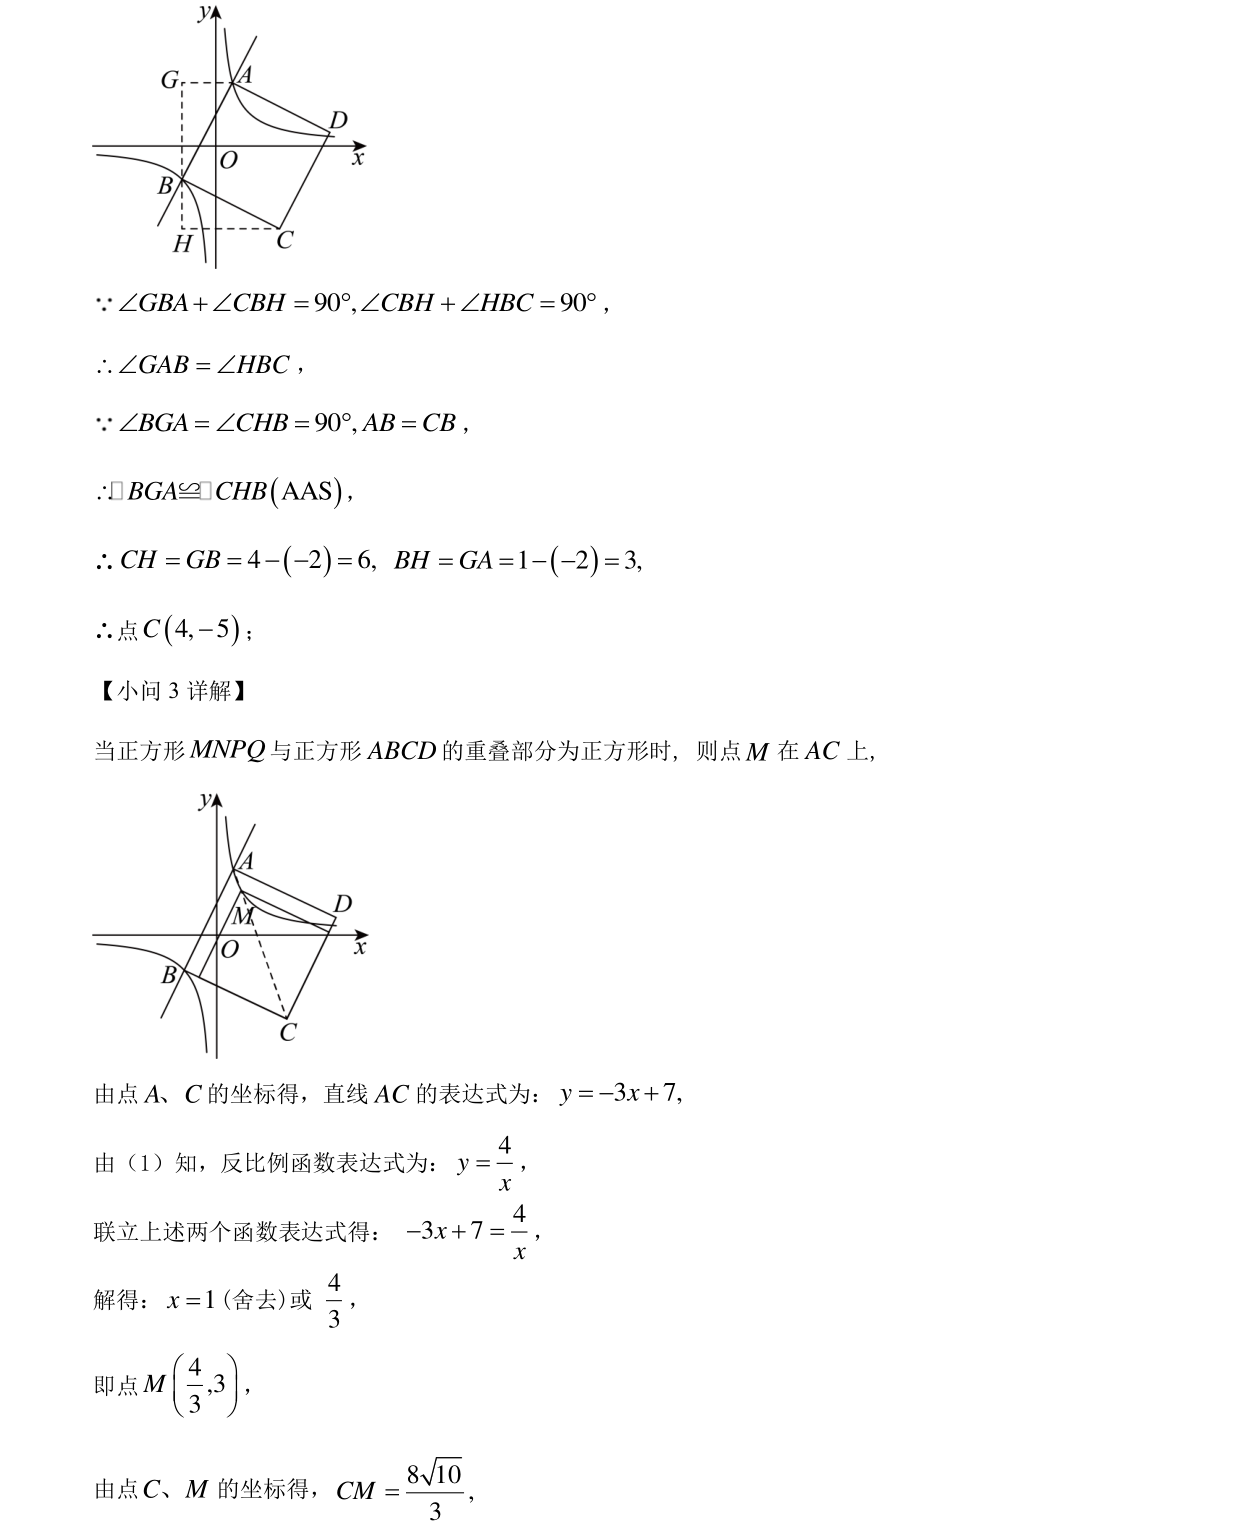 y
G A
D
O x
B
H C
∵∠GBA+∠CBH=90°,∠CBH+∠HBC=90°，
∴∠GAB=∠HBC，
∵∠BGA=∠CHB=90°,AB=CB，
∴□BGA≌□CHB(AAS)，
∴CH=GB=4-(-2)=6, BH=GA=1-(-2)=3,
∴点C(4,-5)；
【小问 3 详解】
当正方形MNPQ与正方形ABCD的重叠部分为正方形时，则点M在AC上，
y
A
D
M
O x
B
C
由点A、C的坐标得，直线AC的表达式为：y=-3x+7,
由（1）知，反比例函数表达式为：y=4/x，
联立上述两个函数表达式得：-3x+7=4/x，
解得：x=1(舍去)或 4/3，
即点M(4/3,3)，
由点C、M的坐标得，CM=8√10/3,